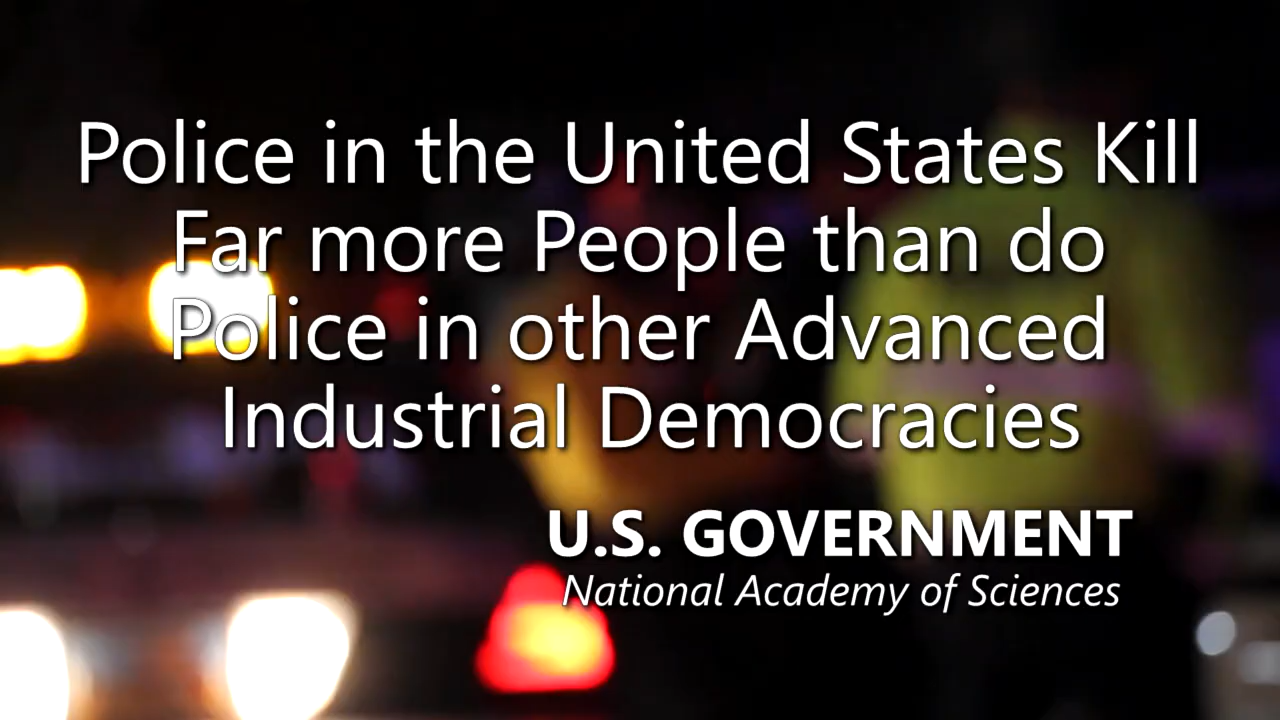 Police in the United States Kill
Far more People than do
Police in other Advanced
Industrial Democracies
U.S. GOVERNMENT
National Academy of Sciences